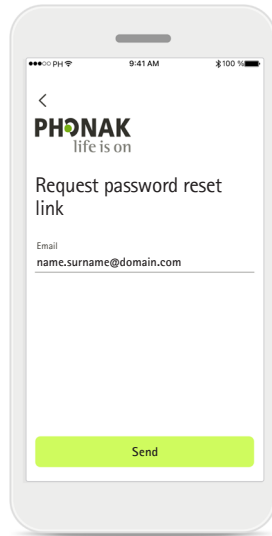 PH 9:41 AM 100 %
PHONAK
life is on
Request password reset
link
Email
name.surname@domain.com
Send